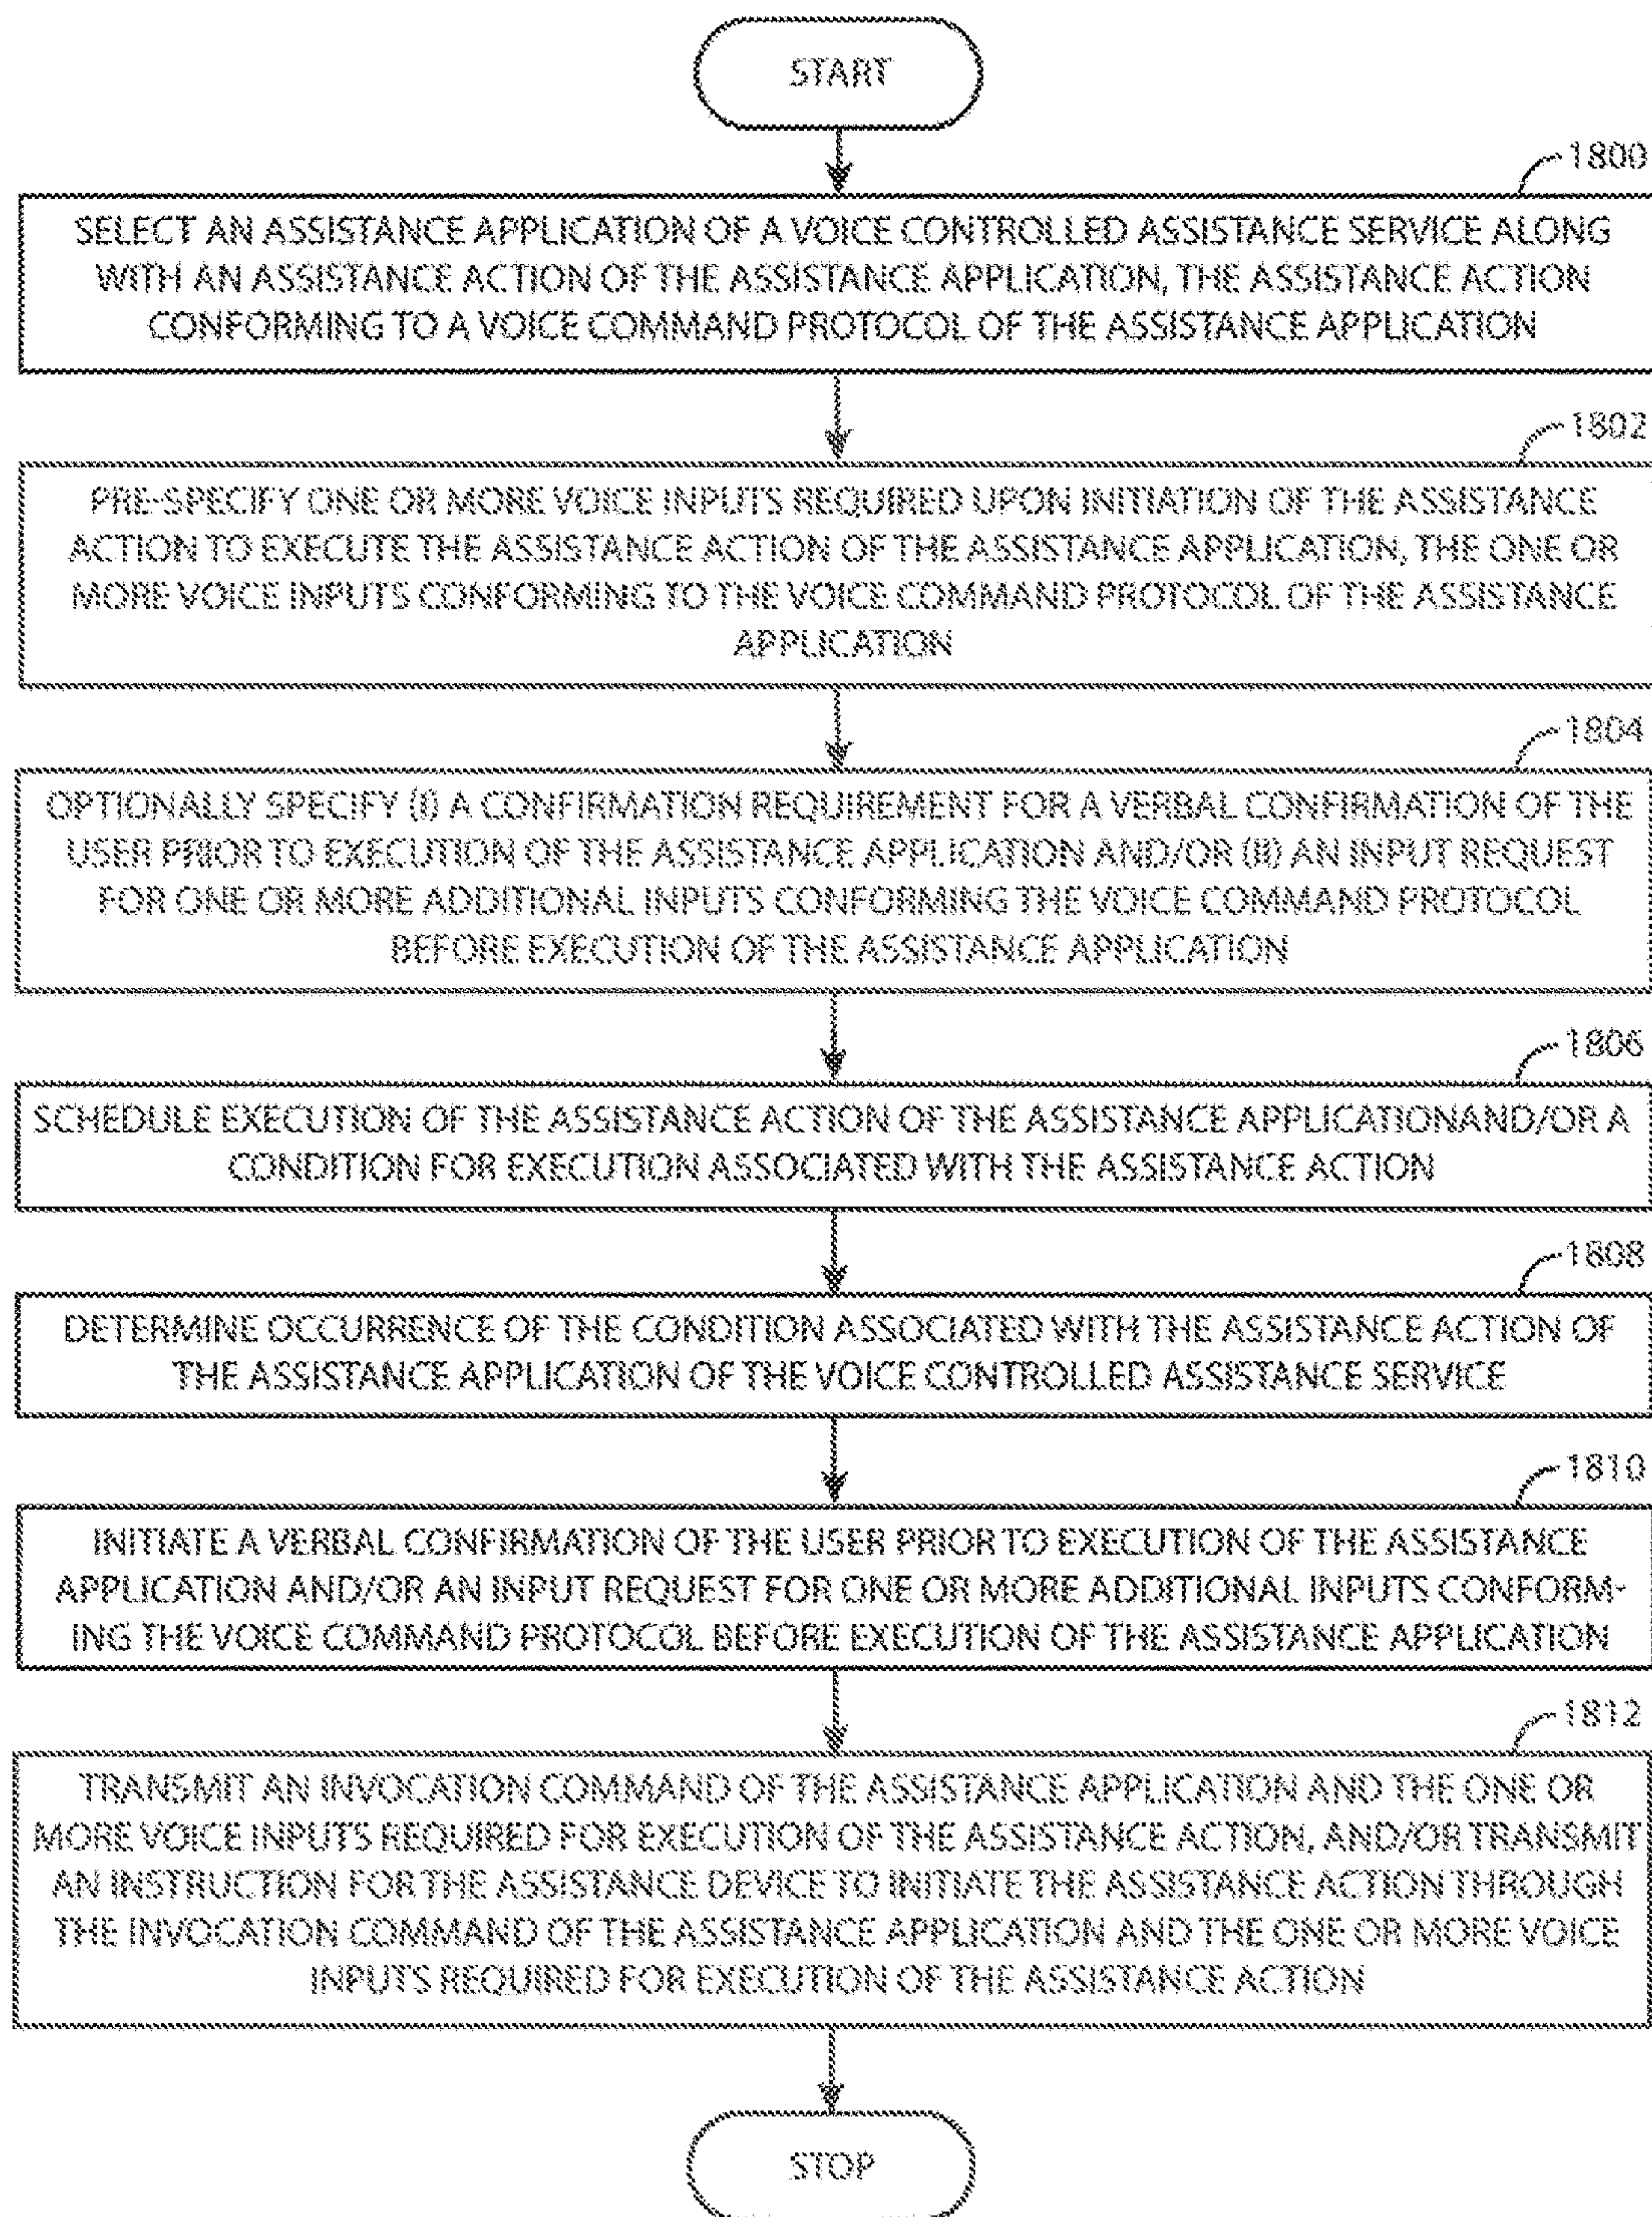 START
1800
SELECT AN ASSISTANCE APPLICATION OF A VOICE CONTROLLED ASSISTANCE SERVICE ALONG
WITH AN ASSISTANCE ACTION OF THE ASSISTANCE APPLICATION, THE ASSISTANCE ACTION
CONFORMING TO A VOICE COMMAND PROTOCOL OF THE ASSISTANCE APPLICATION
1802
PRE-SPECIFY ONE OR MORE VOICE INPUTS REQUIRED UPON INITIATION OF THE ASSISTANCE
ACTION TO EXECUTE THE ASSISTANCE ACTION OF THE ASSISTANCE APPLICATION, THE ONE OR
MORE VOICE INPUTS CONFORMING TO THE VOICE COMMAND PROTOCOL OF THE ASSISTANCE
APPLICATION
1804
OPTIONALLY SPECIFY (I) A CONFIRMATION REQUIREMENT FOR A VERBAL CONFIRMATION OF THE
USER PRIOR TO EXECUTION OF THE ASSISTANCE APPLICATION AND/OR (II) AN INPUT REQUEST
FOR ONE OR MORE ADDITIONAL INPUTS CONFORMING THE VOICE COMMAND PROTOCOL
BEFORE EXECUTION OF THE ASSISTANCE APPLICATION
1806
SCHEDULE EXECUTION OF THE ASSISTANCE ACTION OF THE ASSISTANCE APPLICATIONAND/OR A
CONDITION FOR EXECUTION ASSOCIATED WITH THE ASSISTANCE ACTION
1808
DETERMINE OCCURRENCE OF THE CONDITION ASSOCIATED WITH THE ASSISTANCE ACTION OF
THE ASSISTANCE APPLICATION OF THE VOICE CONTROLLED ASSISTANCE SERVICE
1810
INITIATE A VERBAL CONFIRMATION OF THE USER PRIOR TO EXECUTION OF THE ASSISTANCE
APPLICATION AND/OR AN INPUT REQUEST FOR ONE OR MORE ADDITIONAL INPUTS CONFORM-
ING THE VOICE COMMAND PROTOCOL BEFORE EXECUTION OF THE ASSISTANCE APPLICATION
1812
TRANSMIT AN INVOCATION COMMAND OF THE ASSISTANCE APPLICATION AND THE ONE OR
MORE VOICE INPUTS REQUIRED FOR EXECUTION OF THE ASSISTANCE ACTION, AND/OR TRANSMIT
AN INSTRUCTION FOR THE ASSISTANCE DEVICE TO INITIATE THE ASSISTANCE ACTION THROUGH
THE INVOCATION COMMAND OF THE ASSISTANCE APPLICATION AND THE ONE OR MORE VOICE
INPUTS REQUIRED FOR EXECUTION OF THE ASSISTANCE ACTION
STOP